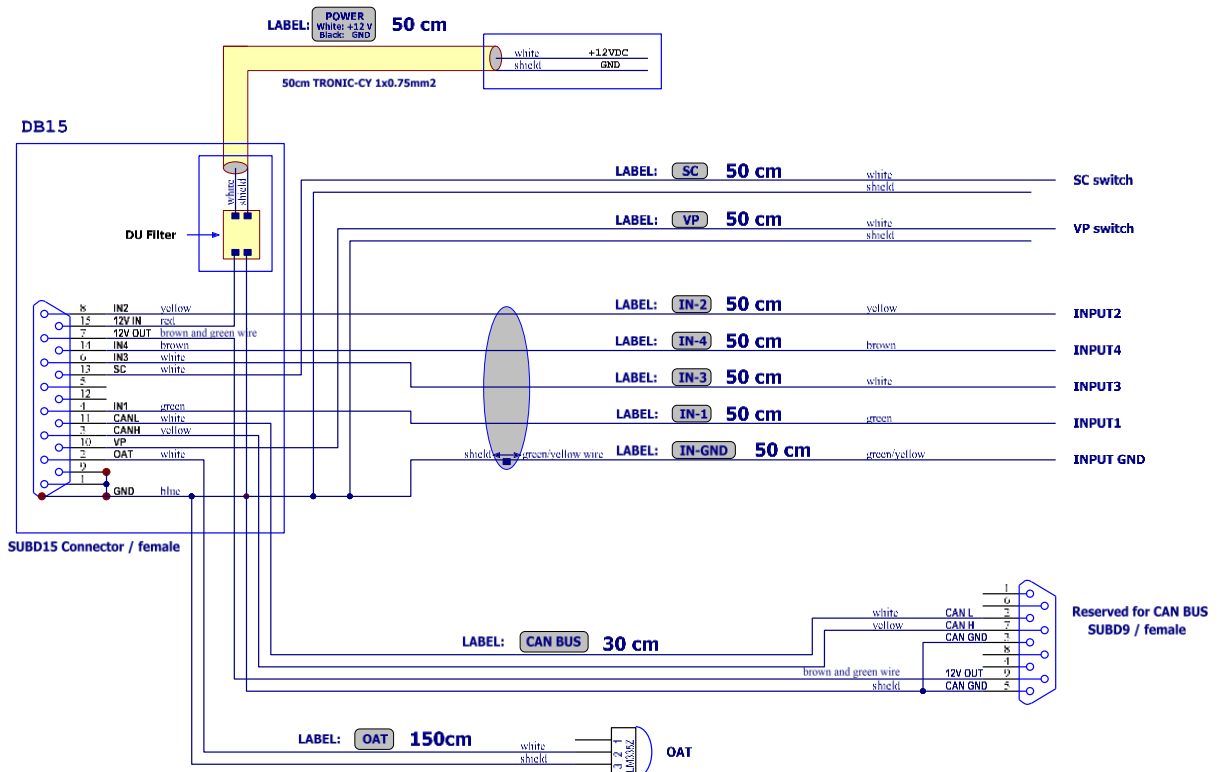 LABEL: POWER 50 cm
White: +12 V
Black: GND
white +12VDC
shield GND
50cm TRONIC-CY 1x0.75mm2
DB15
white
shield
DU Filter
LABEL: SC 50 cm white SC switch
shield
LABEL: VP 50 cm white VP switch
shield
8 IN2 yellow
15 12V IN red
7 12V OUT brown and green wire
14 IN4 brown
6 IN3 white
13 SC white
5
12
4 IN1 green
11 CANL white
3 CANH yellow
10 VP
2 OAT white
9
1
GND blue
LABEL: IN-2 50 cm yellow INPUT2
LABEL: IN-4 50 cm brown INPUT4
LABEL: IN-3 50 cm white INPUT3
LABEL: IN-1 50 cm green INPUT1
shield green/yellow wire LABEL: IN-GND 50 cm green/yellow INPUT GND
SUBD15 Connector / female
1
6
white CAN L 2
yellow CAN H 7
CAN GND 3
8
4
brown and green wire 12V OUT 9
shield CAN GND 5
Reserved for CAN BUS
SUBD9 / female
LABEL: CAN BUS 30 cm
LABEL: OAT 150cm
white
shield
1
2
3
LM335Z
OAT